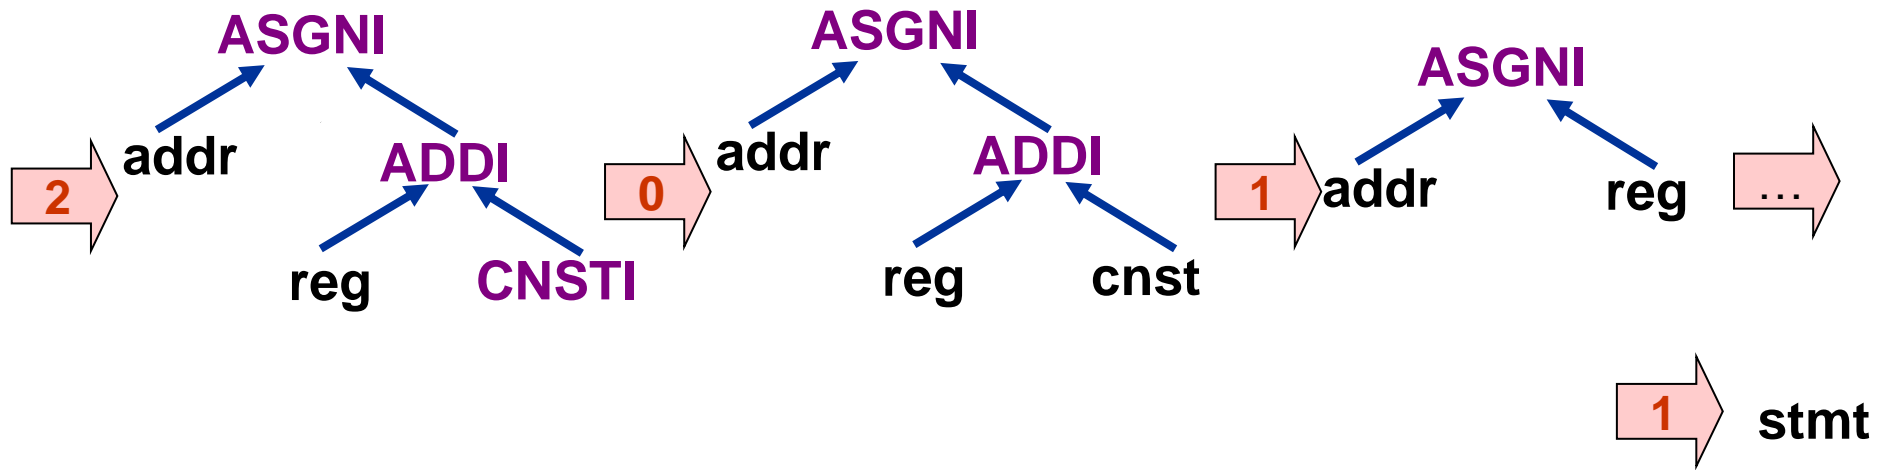 ASGNI
addr
ADDI
2
reg
CNSTI
ASGNI
addr
ADDI
0
reg
cnst
ASGNI
addr
reg
1
...
1
stmt